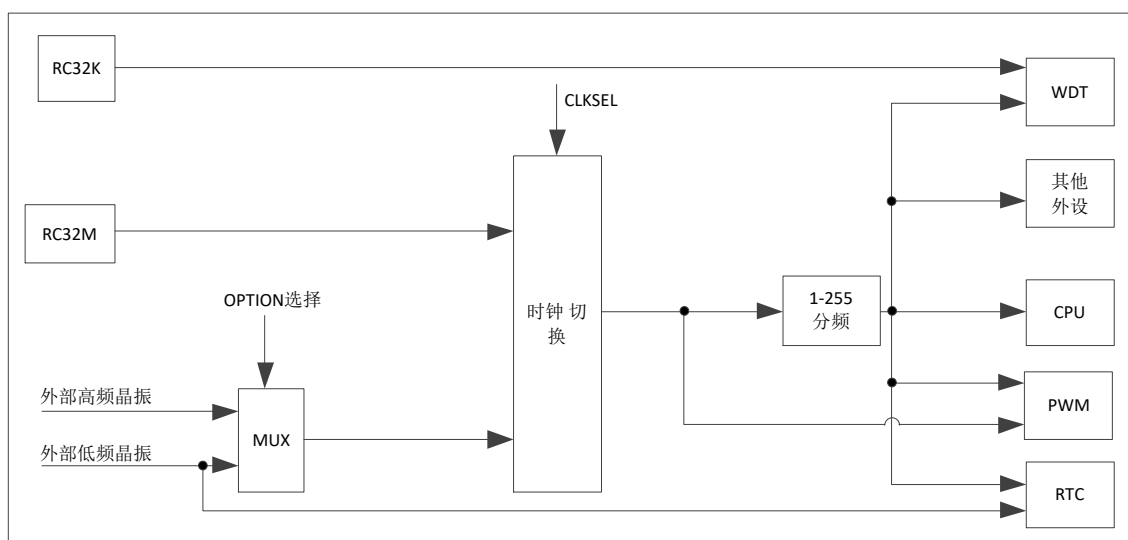 RC32K
WDT
CLKSEL
其他
外设
RC32M
OPTION选择
1-255
分频
时钟 切
换
CPU
外部高频晶振
PWM
MUX
外部低频晶振
RTC